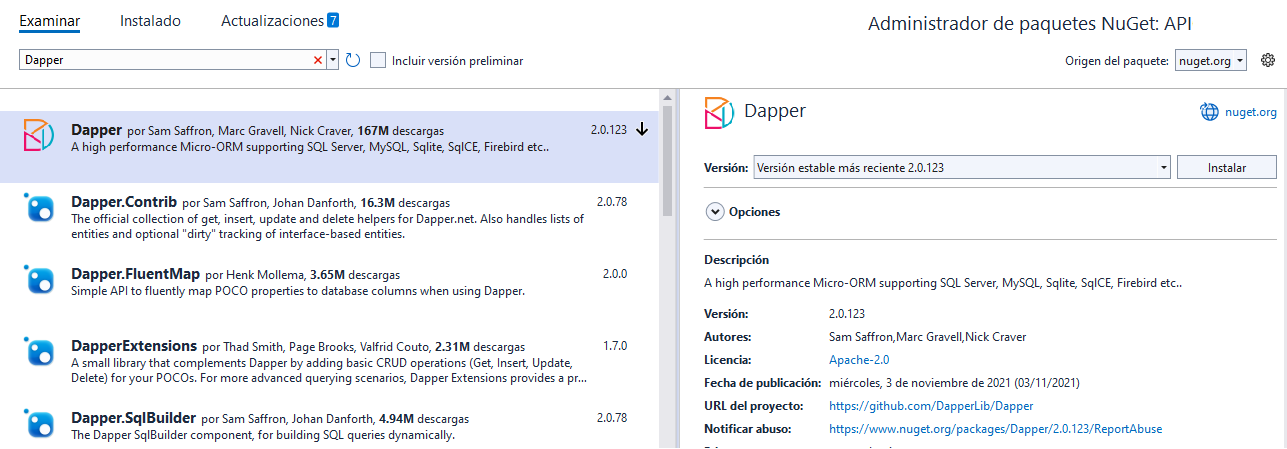 Examinar Instalado Actualizaciones 7
Administrador de paquetes NuGet: API
Dapper
Incluir versión preliminar
Origen del paquete: nuget.org
Dapper por Sam Saffron, Marc Gravell, Nick Craver, 167M descargas 2.0.123
A high performance Micro-ORM supporting SQL Server, MySQL, Sqlite, SqlCE, Firebird etc..
Dapper.Contrib por Sam Saffron, Johan Danforth, 16.3M descargas 2.0.78
The official collection of get, insert, update and delete helpers for Dapper.net. Also handles lists of
entities and optional "dirty" tracking of interface-based entities.
Dapper.FluentMap por Henk Mollema, 3.65M descargas 2.0.0
Simple API to fluently map POCO properties to database columns when using Dapper.
DapperExtensions por Thad Smith, Page Brooks, Valfrid Couto, 2.31M descargas 1.7.0
A small library that complements Dapper by adding basic CRUD operations (Get, Insert, Update,
Delete) for your POCOs. For more advanced querying scenarios, Dapper Extensions provides a pr...
Dapper.SqlBuilder por Sam Saffron, Johan Danforth, 4.94M descargas 2.0.78
The Dapper SqlBuilder component, for building SQL queries dynamically.
Dapper nuget.org
Versión: Versión estable más reciente 2.0.123 Instalar
Opciones
Descripción
A high performance Micro-ORM supporting SQL Server, MySQL, Sqlite, SqlCE, Firebird etc..
Versión: 2.0.123
Autores: Sam Saffron,Marc Gravell,Nick Craver
Licencia: Apache-2.0
Fecha de publicación: miércoles, 3 de noviembre de 2021 (03/11/2021)
URL del proyecto: https://github.com/DapperLib/Dapper
Notificar abuso: https://www.nuget.org/packages/Dapper/2.0.123/ReportAbuse